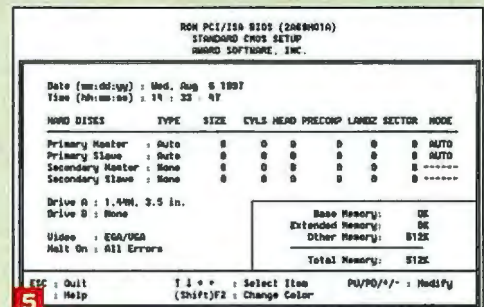 ROM PCI/ISA BIOS (2A69H01A)
STANDARD CMOS SETUP
AWARD SOFTWARE, INC.
Date (mm:dd:yy) : Wed, Aug 6 1997
Time (hh:mm:ss) : 14 : 33 : 47
HARD DISKS TYPE SIZE CYLS HEAD PRECOMP LANDZ SECTOR MODE
Primary Master : Auto 0 0 0 0 0 0 AUTO
Primary Slave : Auto 0 0 0 0 0 0 AUTO
Secondary Master : None 0 0 0 0 0 0 ------
Secondary Slave : None 0 0 0 0 0 0 ------
Drive A : 1.44M, 3.5 in.
Drive B : None
Video : EGA/VGA
Halt On : All Errors
Base Memory: 0K
Extended Memory: 0K
Other Memory: 512K
Total Memory: 512K
ESC : Quit ↑ ↓ → ← : Select Item PU/PD/+/- : Modify
: Help (Shift)F2 : Change Color
5